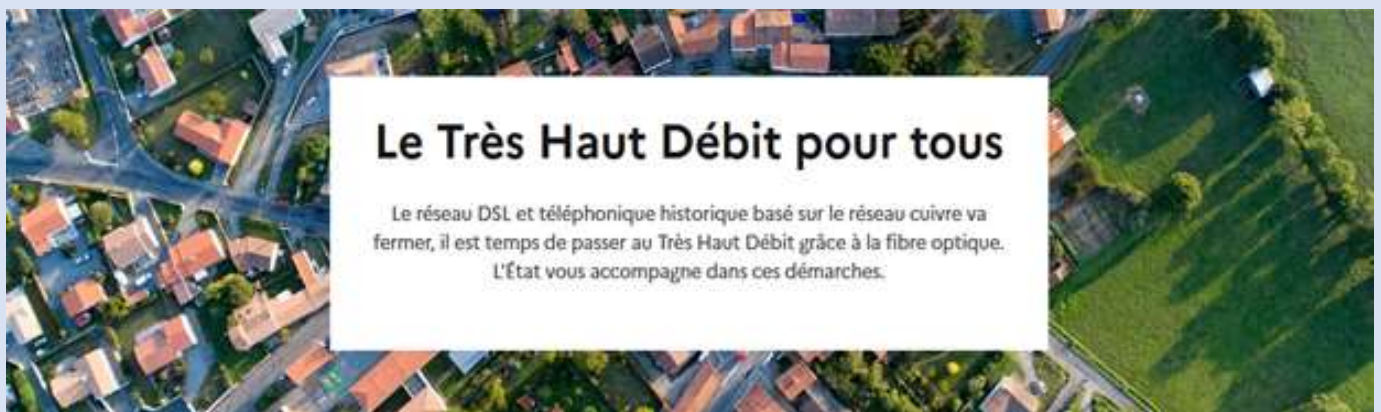 Le Très Haut Débit pour tous
Le réseau DSL et téléphonique historique basé sur le réseau cuivre va
fermer, il est temps de passer au Très Haut Débit grâce à la fibre optique.
L'État vous accompagne dans ces démarches.